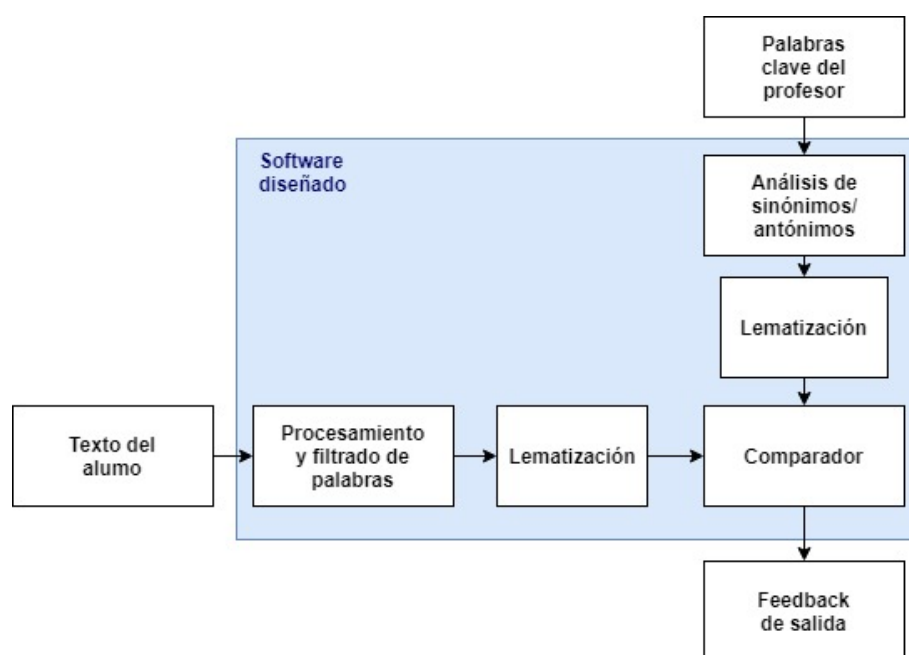 Palabras
clave del
profesor
Software
diseñado
Análisis de
sinónimos/
antónimos
Lematización
Texto del
alumo
Procesamiento
y filtrado de
palabras
Lematización
Comparador
Feedback
de salida